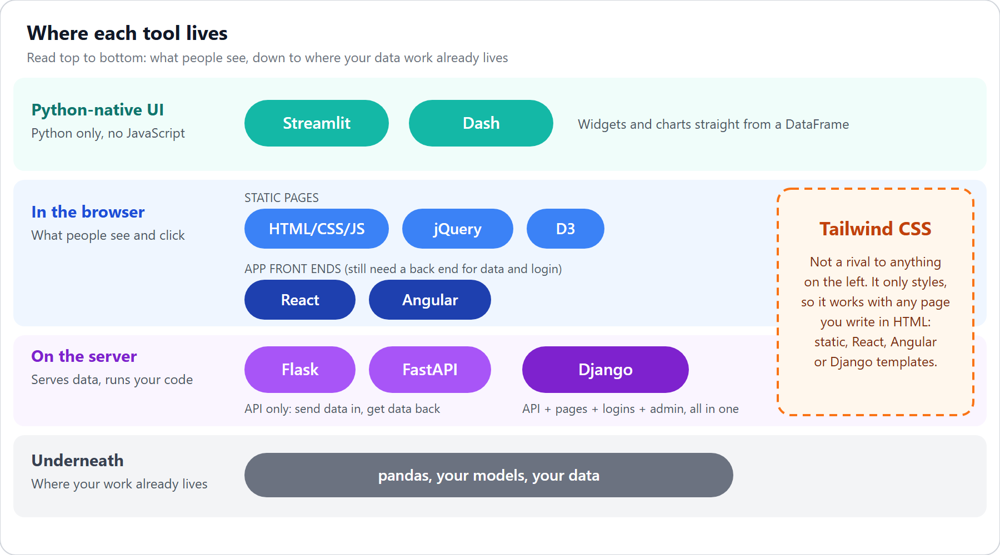 Where each tool lives
Read top to bottom: what people see, down to where your data work already lives
Python-native UI
Python only, no JavaScript
Streamlit
Dash
Widgets and charts straight from a DataFrame
In the browser
What people see and click
STATIC PAGES
HTML/CSS/JS
jQuery
D3
APP FRONT ENDS (still need a back end for data and login)
React
Angular
Tailwind CSS
Not a rival to anything
on the left. It only styles,
so it works with any page
you write in HTML:
static, React, Angular
or Django templates.
On the server
Serves data, runs your code
Flask
FastAPI
Django
API only: send data in, get data back
API + pages + logins + admin, all in one
Underneath
Where your work already lives
pandas, your models, your data